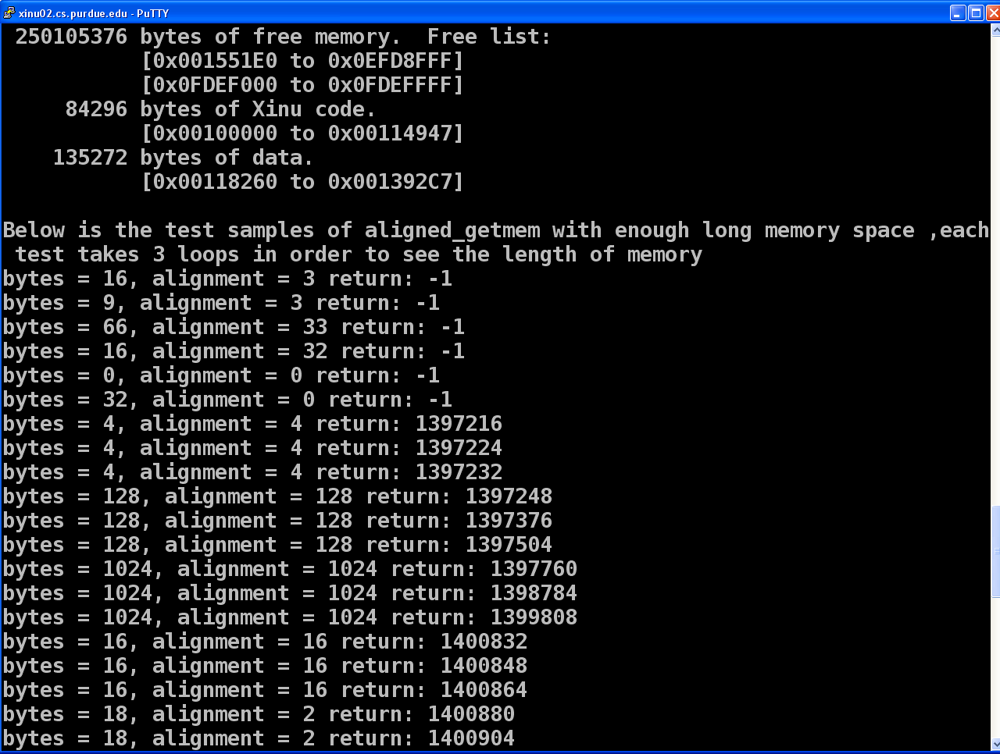 xinu02.cs.purdue.edu - PuTTY
250105376 bytes of free memory.  Free list:
[0x001551E0 to 0x0EFD8FFF]
[0x0FDEF000 to 0x0FDEFFFF]
84296 bytes of Xinu code.
[0x00100000 to 0x00114947]
135272 bytes of data.
[0x00118260 to 0x001392C7]
Below is the test samples of aligned_getmem with enough long memory space ,each
test takes 3 loops in order to see the length of memory
bytes = 16, alignment = 3 return: -1
bytes = 9, alignment = 3 return: -1
bytes = 66, alignment = 33 return: -1
bytes = 16, alignment = 32 return: -1
bytes = 0, alignment = 0 return: -1
bytes = 32, alignment = 0 return: -1
bytes = 4, alignment = 4 return: 1397216
bytes = 4, alignment = 4 return: 1397224
bytes = 4, alignment = 4 return: 1397232
bytes = 128, alignment = 128 return: 1397248
bytes = 128, alignment = 128 return: 1397376
bytes = 128, alignment = 128 return: 1397504
bytes = 1024, alignment = 1024 return: 1397760
bytes = 1024, alignment = 1024 return: 1398784
bytes = 1024, alignment = 1024 return: 1399808
bytes = 16, alignment = 16 return: 1400832
bytes = 16, alignment = 16 return: 1400848
bytes = 16, alignment = 16 return: 1400864
bytes = 18, alignment = 2 return: 1400880
bytes = 18, alignment = 2 return: 1400904